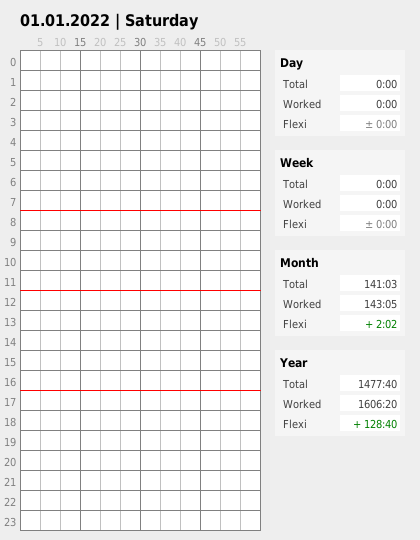 01.01.2022 | Saturday
5 10 15 20 25 30 35 40 45 50 55
0
1
2
3
4
5
6
7
8
9
10
11
12
13
14
15
16
17
18
19
20
21
22
23
Day
Total 0:00
Worked 0:00
Flexi ± 0:00
Week
Total 0:00
Worked 0:00
Flexi ± 0:00
Month
Total 141:03
Worked 143:05
Flexi + 2:02
Year
Total 1477:40
Worked 1606:20
Flexi + 128:40